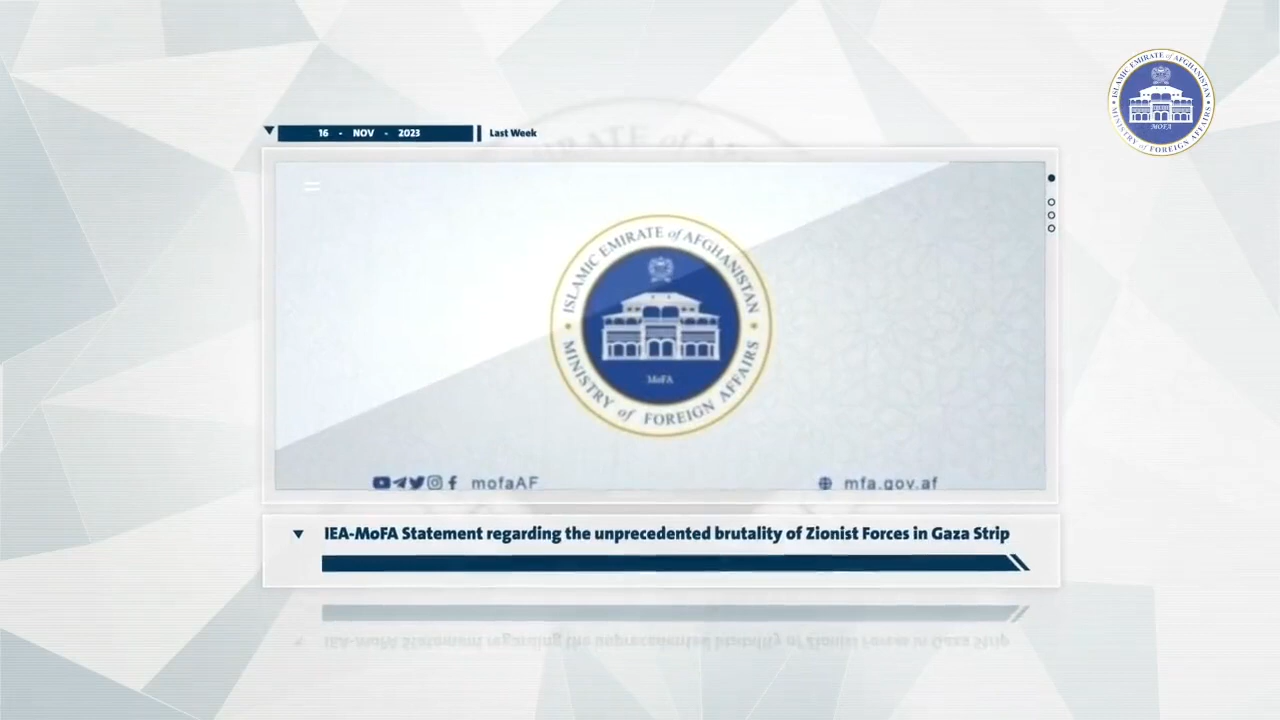 ISLAMIC EMIRATE of AFGHANISTAN
MINISTRY of FOREIGN AFFAIRS
MOFA
16 - NOV - 2023
Last Week
ISLAMIC EMIRATE of AFGHANISTAN
MoFA
MINISTRY of FOREIGN AFFAIRS
mofaAF
mfa.gov.af
IEA-MoFA Statement regarding the unprecedented brutality of Zionist Forces in Gaza Strip